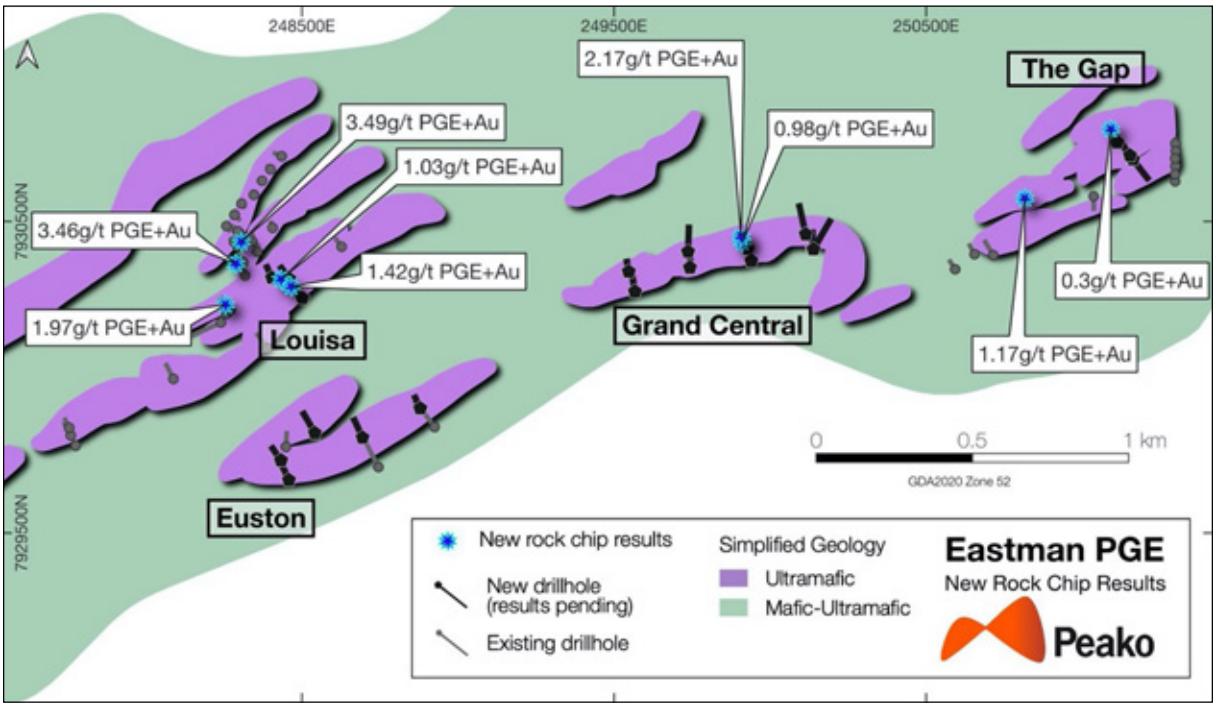 248500E
249500E
250500E
7930500N
7929500N
The Gap
2.17g/t PGE+Au
3.49g/t PGE+Au
0.98g/t PGE+Au
1.03g/t PGE+Au
3.46g/t PGE+Au
1.42g/t PGE+Au
0.3g/t PGE+Au
1.97g/t PGE+Au
Louisa
Grand Central
1.17g/t PGE+Au
Euston
0
0.5
1 km
GDA2020 Zone 52
New rock chip results
New drillhole
(results pending)
Existing drillhole
Simplified Geology
Ultramafic
Mafic-Ultramafic
Eastman PGE
New Rock Chip Results
Peako